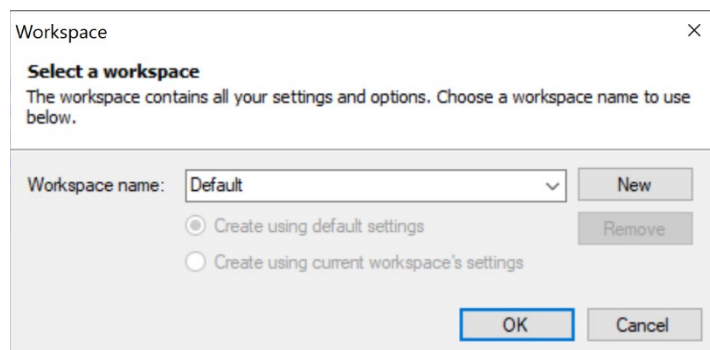 Workspace
Select a workspace
The workspace contains all your settings and options. Choose a workspace name to use
below.
Workspace name:
Default
New
Create using default settings
Remove
Create using current workspace's settings
OK
Cancel